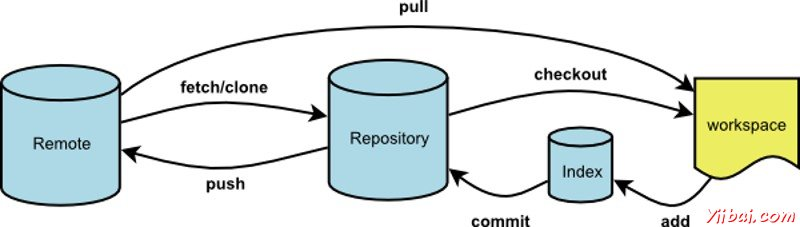 pull
fetch/clone
checkout
Remote
Repository
workspace
Index
push
commit
add
Yiibai.com